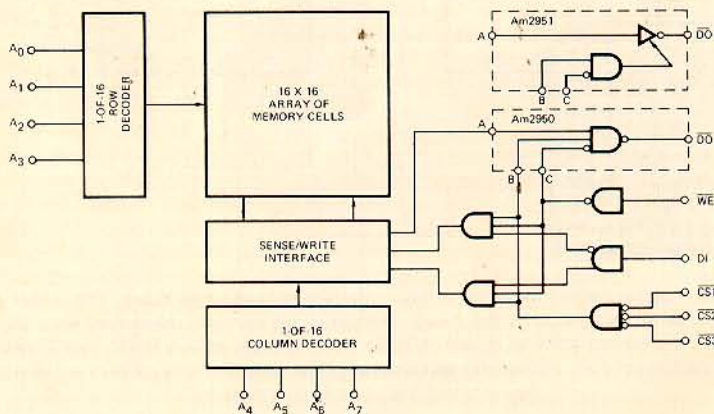 Am2951
A
DO
B
C
A0
A1
A2
A3
1-OF-16
ROW
DECODER
16 X 16
ARRAY OF
MEMORY CELLS
Am2950
A
DO
B
C
WE
SENSE/WRITE
INTERFACE
DI
CS1
CS2
CS3
1-OF-16
COLUMN DECODER
A4
A5
A6
A7